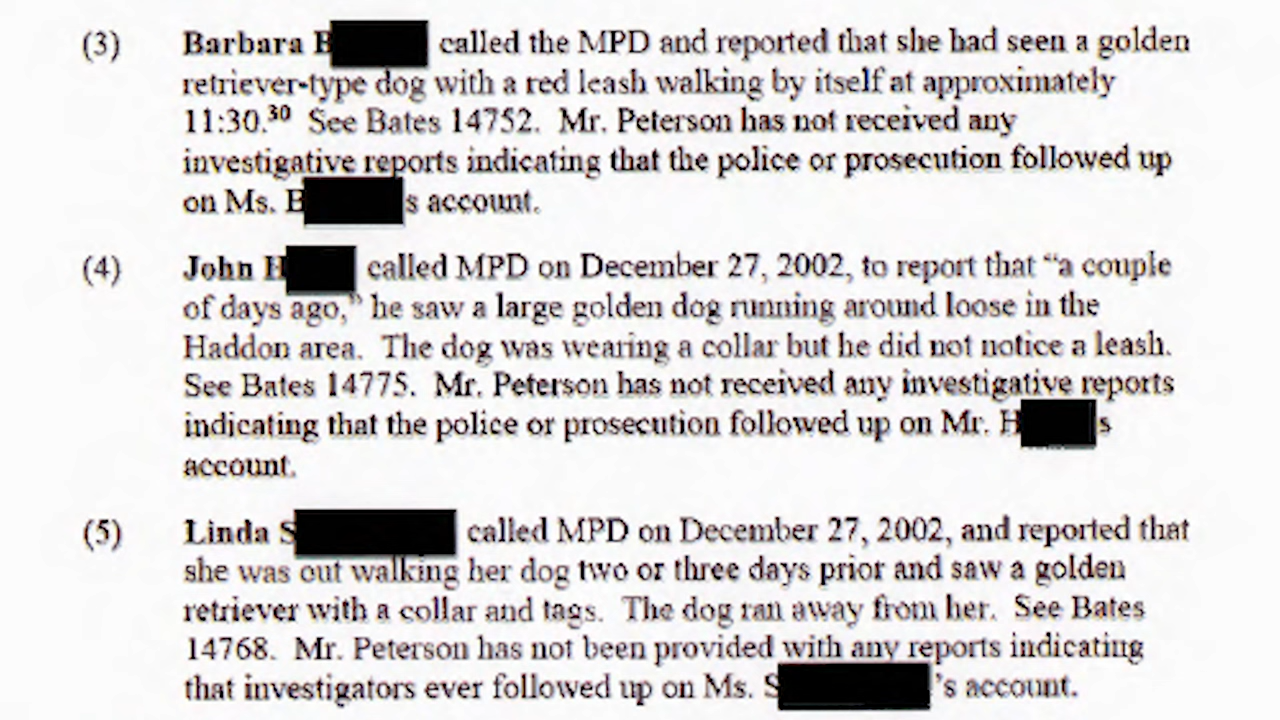 (3) Barbara B called the MPD and reported that she had seen a golden
retriever-type dog with a red leash walking by itself at approximately
11:30.30 See Bates 14752. Mr. Peterson has not received any
investigative reports indicating that the police or prosecution followed up
on Ms. B s account.
(4) John H called MPD on December 27, 2002, to report that “a couple
of days ago,” he saw a large golden dog running around loose in the
Haddon area. The dog was wearing a collar but he did not notice a leash.
See Bates 14775. Mr. Peterson has not received any investigative reports
indicating that the police or prosecution followed up on Mr. H s
account.
(5) Linda S called MPD on December 27, 2002, and reported that
she was out walking her dog two or three days prior and saw a golden
retriever with a collar and tags. The dog ran away from her. See Bates
14768. Mr. Peterson has not been provided with any reports indicating
that investigators ever followed up on Ms. S 's account.